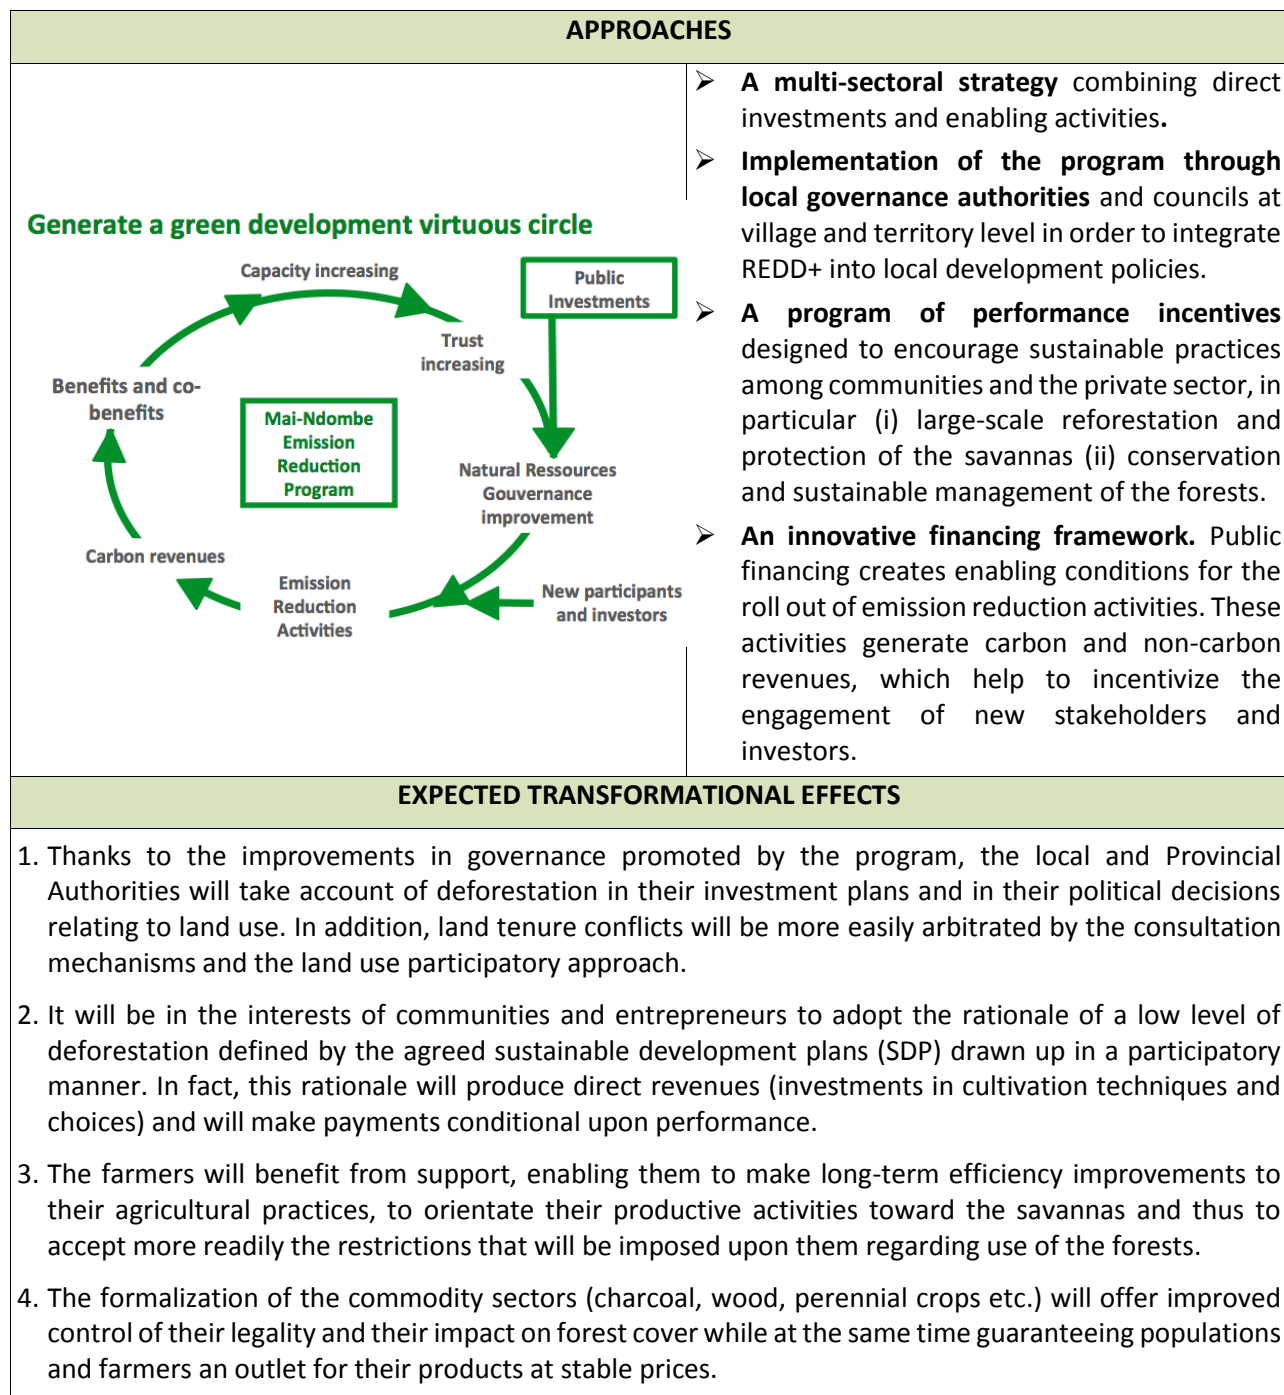 APPROACHES
Generate a green development virtuous circle
Capacity increasing
Public
Investments
Trust
increasing
Benefits and co-
benefits
Mai-Ndombe
Emission
Reduction
Program
Natural Ressources
Gouvernance
improvement
Carbon revenues
Emission
Reduction
Activities
New participants
and investors
➢ A multi-sectoral strategy combining direct
investments and enabling activities.
➢ Implementation of the program through
local governance authorities and councils at
village and territory level in order to integrate
REDD+ into local development policies.
➢ A program of performance incentives
designed to encourage sustainable practices
among communities and the private sector, in
particular (i) large-scale reforestation and
protection of the savannas (ii) conservation
and sustainable management of the forests.
➢ An innovative financing framework. Public
financing creates enabling conditions for the
roll out of emission reduction activities. These
activities generate carbon and non-carbon
revenues, which help to incentivize the
engagement of new stakeholders and
investors.
EXPECTED TRANSFORMATIONAL EFFECTS
1. Thanks to the improvements in governance promoted by the program, the local and Provincial
Authorities will take account of deforestation in their investment plans and in their political decisions
relating to land use. In addition, land tenure conflicts will be more easily arbitrated by the consultation
mechanisms and the land use participatory approach.
2. It will be in the interests of communities and entrepreneurs to adopt the rationale of a low level of
deforestation defined by the agreed sustainable development plans (SDP) drawn up in a participatory
manner. In fact, this rationale will produce direct revenues (investments in cultivation techniques and
choices) and will make payments conditional upon performance.
3. The farmers will benefit from support, enabling them to make long-term efficiency improvements to
their agricultural practices, to orientate their productive activities toward the savannas and thus to
accept more readily the restrictions that will be imposed upon them regarding use of the forests.
4. The formalization of the commodity sectors (charcoal, wood, perennial crops etc.) will offer improved
control of their legality and their impact on forest cover while at the same time guaranteeing populations
and farmers an outlet for their products at stable prices.